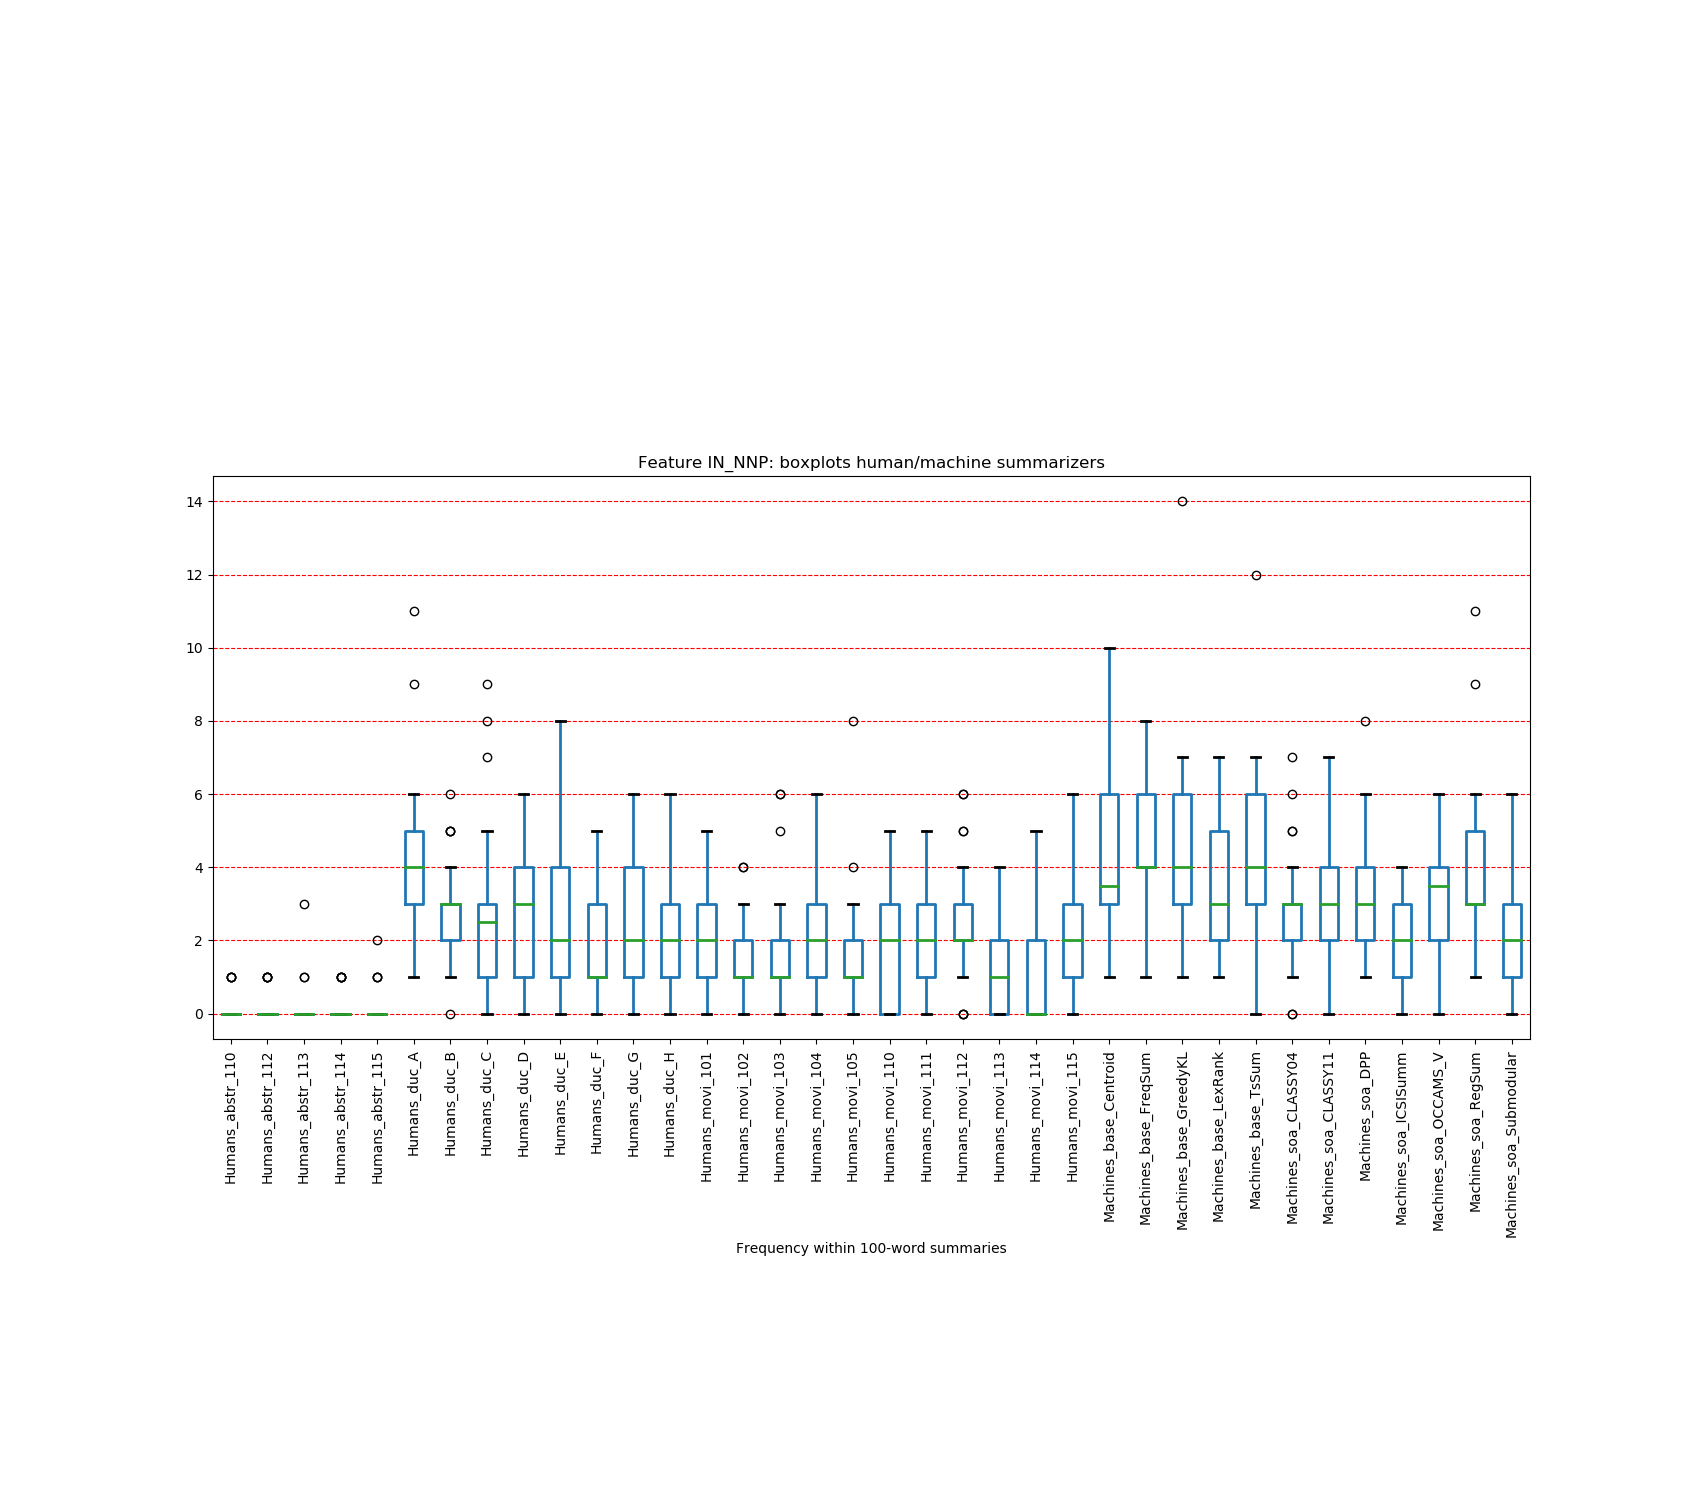 Feature IN_NNP: boxplots human/machine summarizers
14
12
10
8
6
4
2
0
Humans_abstr_110
Humans_abstr_112
Humans_abstr_113
Humans_abstr_114
Humans_abstr_115
Humans_duc_A
Humans_duc_B
Humans_duc_C
Humans_duc_D
Humans_duc_E
Humans_duc_F
Humans_duc_G
Humans_duc_H
Humans_movi_101
Humans_movi_102
Humans_movi_103
Humans_movi_104
Humans_movi_105
Humans_movi_110
Humans_movi_111
Humans_movi_112
Humans_movi_113
Humans_movi_114
Humans_movi_115
Machines_base_Centroid
Machines_base_FreqSum
Machines_base_GreedyKL
Machines_base_LexRank
Machines_base_TsSum
Machines_soa_CLASSY04
Machines_soa_CLASSY11
Machines_soa_DPP
Machines_soa_ICSISumm
Machines_soa_OCCAMS_V
Machines_soa_RegSum
Machines_soa_Submodular
Frequency within 100-word summaries